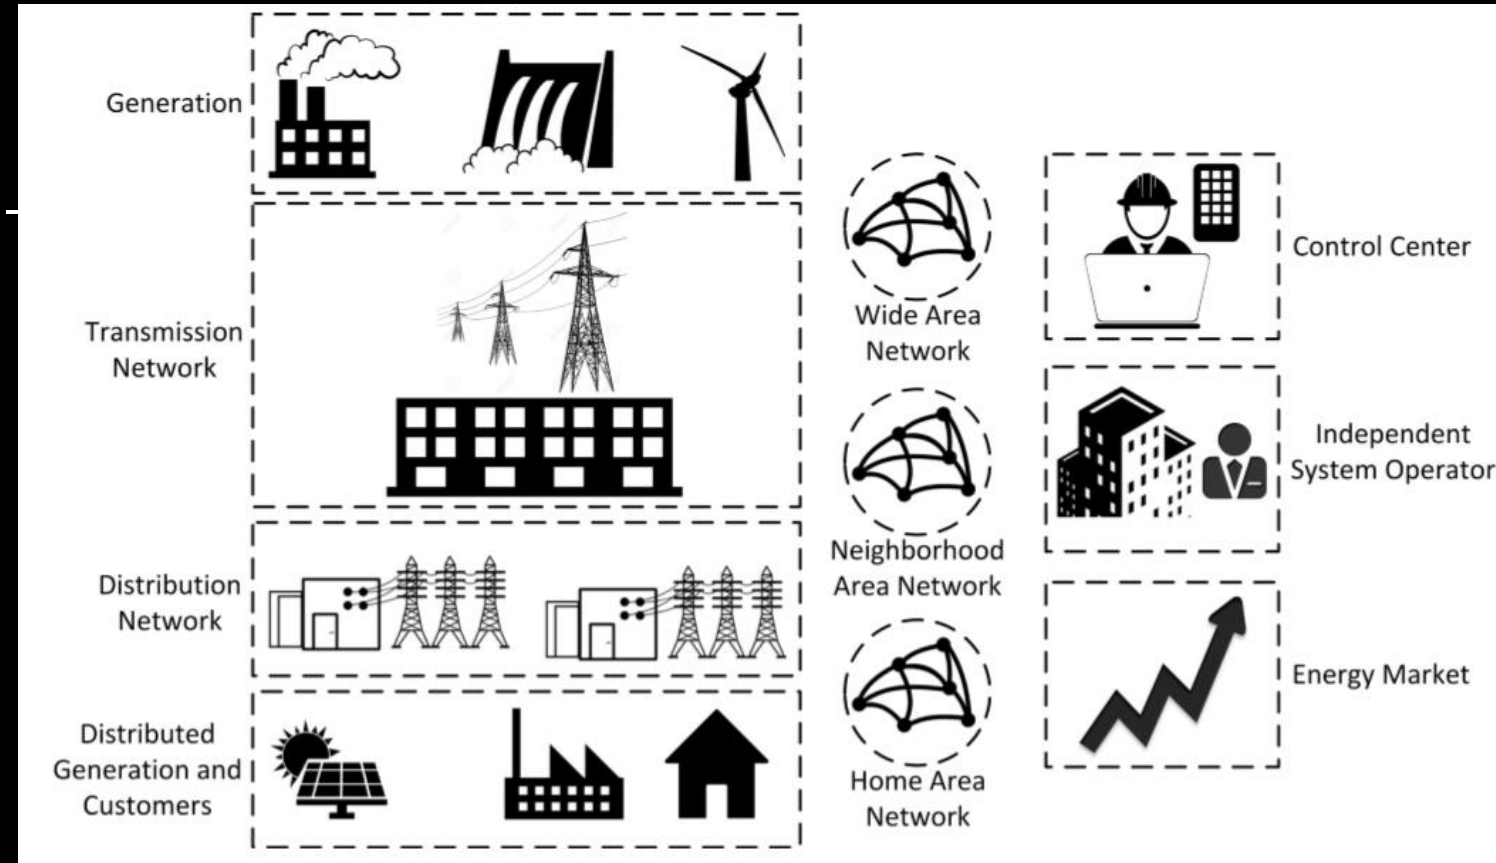 Generation
Transmission
Network
Distribution
Network
Distributed
Generation and
Customers
Wide Area
Network
Neighborhood
Area Network
Home Area
Network
Control Center
Independent
System Operator
Energy Market